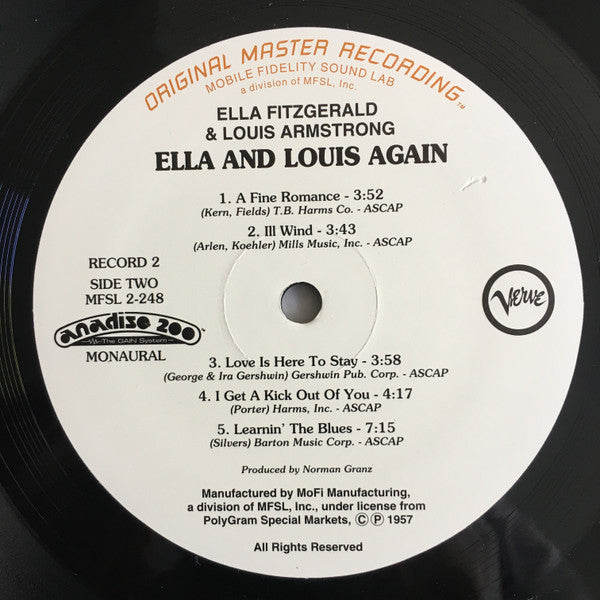 ORIGINAL MASTER RECORDING™
MOBILE FIDELITY SOUND LAB
a division of MFSL, Inc.
ELLA FITZGERALD
& LOUIS ARMSTRONG
ELLA AND LOUIS AGAIN
1. A Fine Romance - 3:52
(Kern, Fields) T.B. Harms Co. - ASCAP
2. Ill Wind - 3:43
(Arlen, Koehler) Mills Music, Inc. - ASCAP
RECORD 2
SIDE TWO
MFSL 2-248
anadisc 200™
The GAIN System™
MONAURAL
Verve
3. Love Is Here To Stay - 3:58
(George & Ira Gershwin) Gershwin Pub. Corp. - ASCAP
4. I Get A Kick Out Of You - 4:17
(Porter) Harms, Inc. - ASCAP
5. Learnin' The Blues - 7:15
(Silvers) Barton Music Corp. - ASCAP
Produced by Norman Granz
Manufactured by MoFi Manufacturing,
a division of MFSL, Inc., under license from
PolyGram Special Markets, Ⓒ Ⓟ 1957
All Rights Reserved